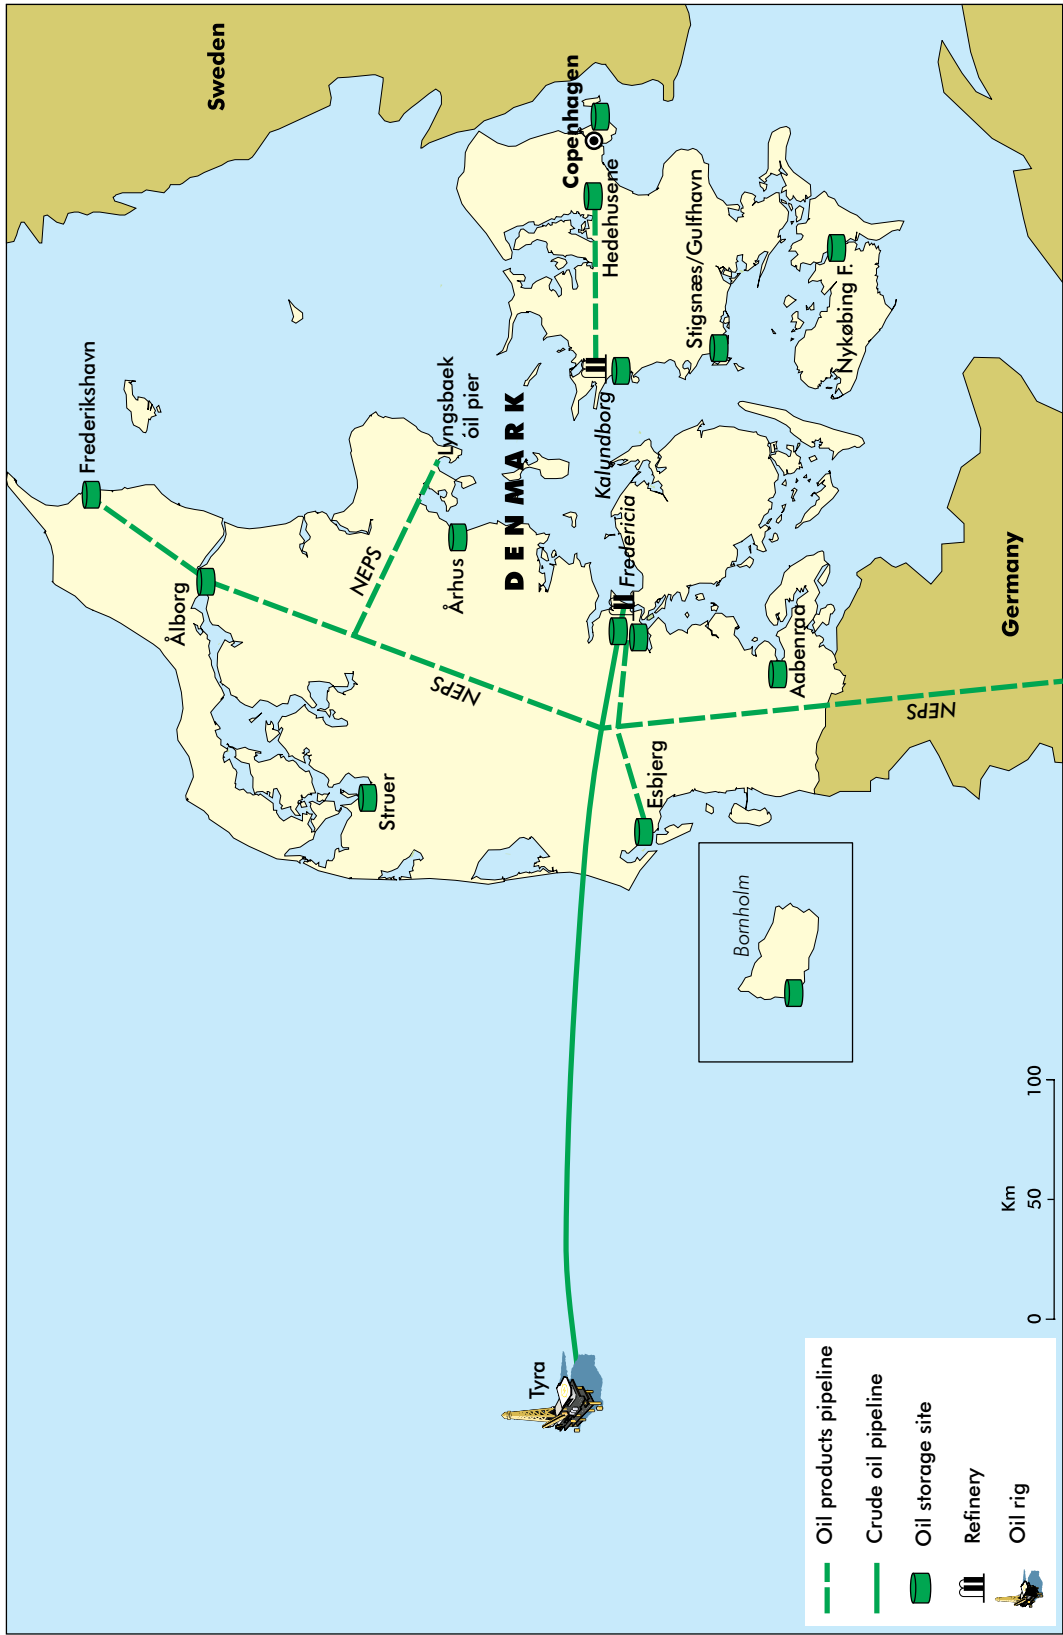 Sweden
Frederikshavn
Ålborg
NEPS
Lyngsbaek
oil pier
Århus
DENMARK
NEPS
Struer
Copenhagen
Hedehusene
Kalundborg
Stigsnæs/Gulfhavn
Nykøbing F.
Fredericia
Esbjerg
Aabenraa
NEPS
Germany
Bornholm
Tyra
Km
0 50 100
Oil products pipeline
Crude oil pipeline
Oil storage site
Refinery
Oil rig